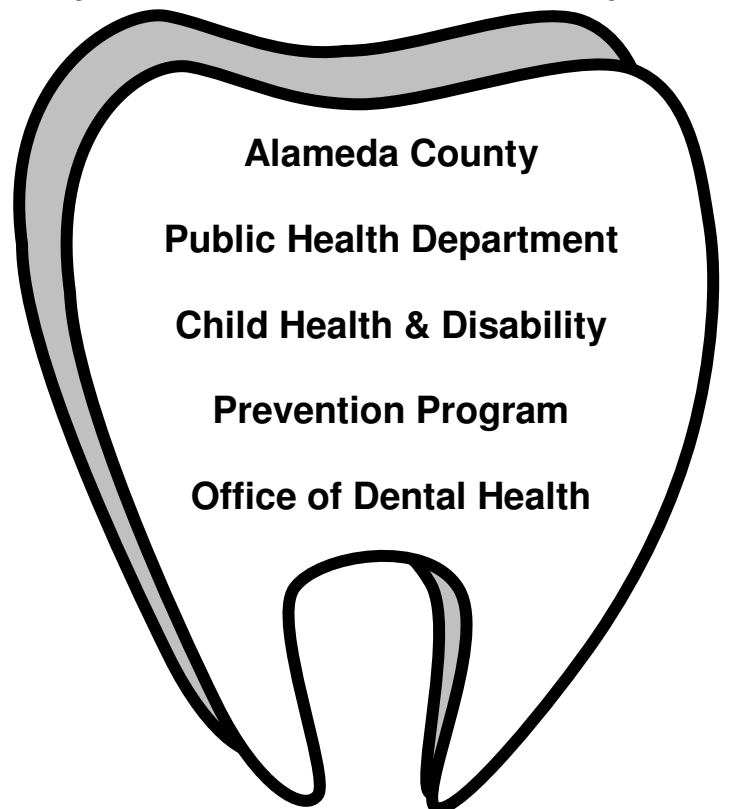 Alameda County
Public Health Department
Child Health & Disability
Prevention Program
Office of Dental Health